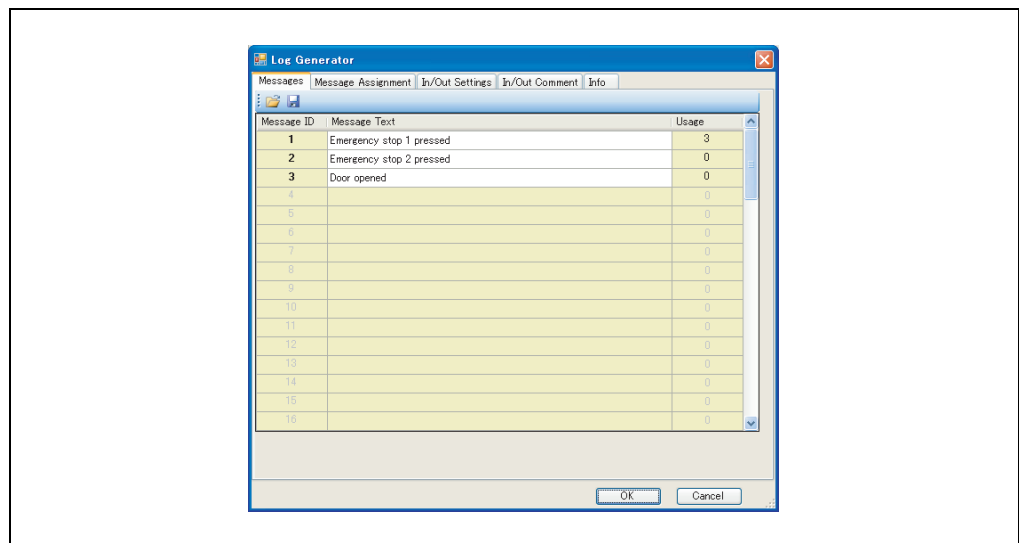 Log Generator
Messages Message Assignment In/Out Settings In/Out Comment Info
Message ID Message Text Usage
1 Emergency stop 1 pressed 3
2 Emergency stop 2 pressed 0
3 Door opened 0
4 0
5 0
6 0
7 0
8 0
9 0
10 0
11 0
12 0
13 0
14 0
15 0
16 0
OK Cancel